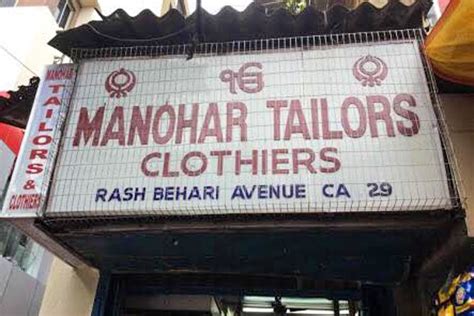 MANOHAR
TAILORS
&
CLOTHIERS
ੴ
MANOHAR TAILORS
CLOTHIERS
RASH BEHARI AVENUE CA 29